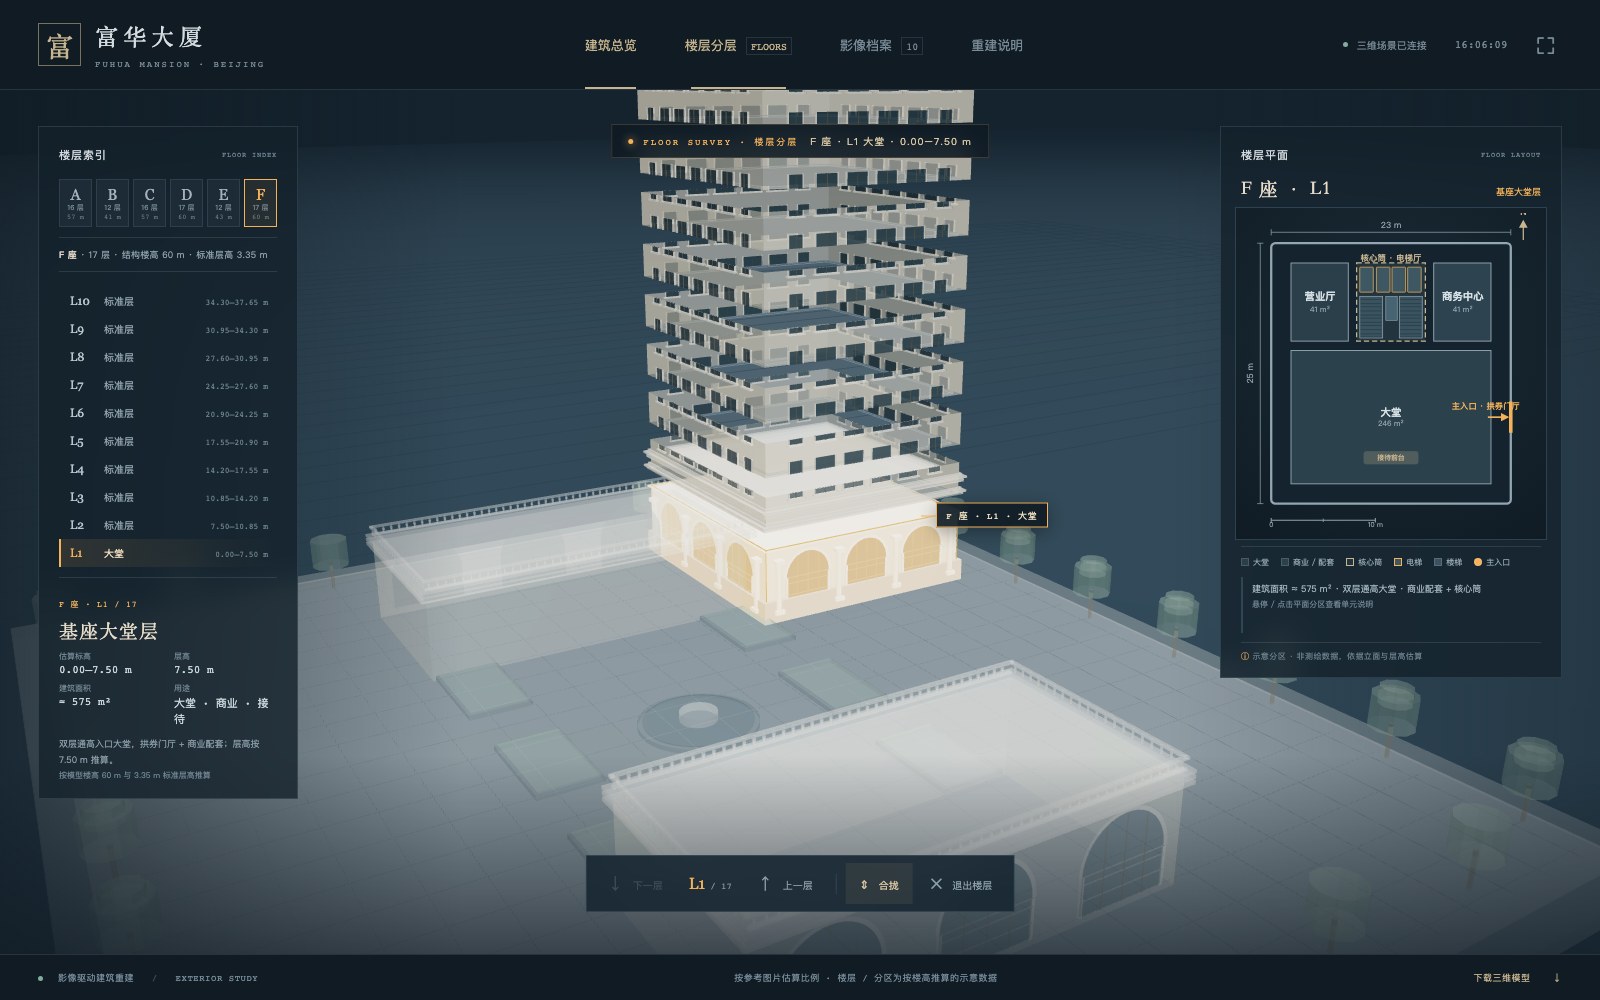 富
富华大厦
FUHUA MANSION · BEIJING
建筑总览
楼层分层 FLOORS
影像档案 10
重建说明
三维场景已连接
16:06:09
楼层索引
FLOOR INDEX
A
16 层
57 m
B
12 层
41 m
C
16 层
57 m
D
17 层
60 m
E
12 层
43 m
F
17 层
60 m
F 座 · 17 层 · 结构楼高 60 m · 标准层高 3.35 m
L10 标准层 34.30—37.65 m
L9 标准层 30.95—34.30 m
L8 标准层 27.60—30.95 m
L7 标准层 24.25—27.60 m
L6 标准层 20.90—24.25 m
L5 标准层 17.55—20.90 m
L4 标准层 14.20—17.55 m
L3 标准层 10.85—14.20 m
L2 标准层 7.50—10.85 m
L1 大堂 0.00—7.50 m
F 座 · L1 / 17
基座大堂层
估算标高
0.00—7.50 m
层高
7.50 m
建筑面积
≈ 575 m²
用途
大堂 · 商业 · 接
待
双层通高入口大堂，拱券门厅 + 商业配套；层高按
7.50 m 推算。
按模型楼高 60 m 与 3.35 m 标准层高推算
FLOOR SURVEY · 楼层分层 F 座 · L1 大堂 · 0.00—7.50 m
F 座 · L1 · 大堂
楼层平面
FLOOR LAYOUT
F 座 · L1
基座大堂层
23 m
25 m
核心筒 · 电梯厅
营业厅
41 m²
商务中心
41 m²
大堂
246 m²
主入口 · 拱券门厅
接待前台
0
10 m
大堂
商业 / 配套
核心筒
电梯
楼梯
主入口
建筑面积 ≈ 575 m² · 双层通高大堂 · 商业配套 + 核心筒
悬停 / 点击平面分区查看单元说明
示意分区 · 非测绘数据，依据立面与层高估算
↓ 下一层
L1 / 17
↑ 上一层
⇕ 合拢
✕ 退出楼层
影像驱动建筑重建 / EXTERIOR STUDY
按参考图片估算比例 · 楼层 / 分区为按楼高推算的示意数据
下载三维模型 ↓